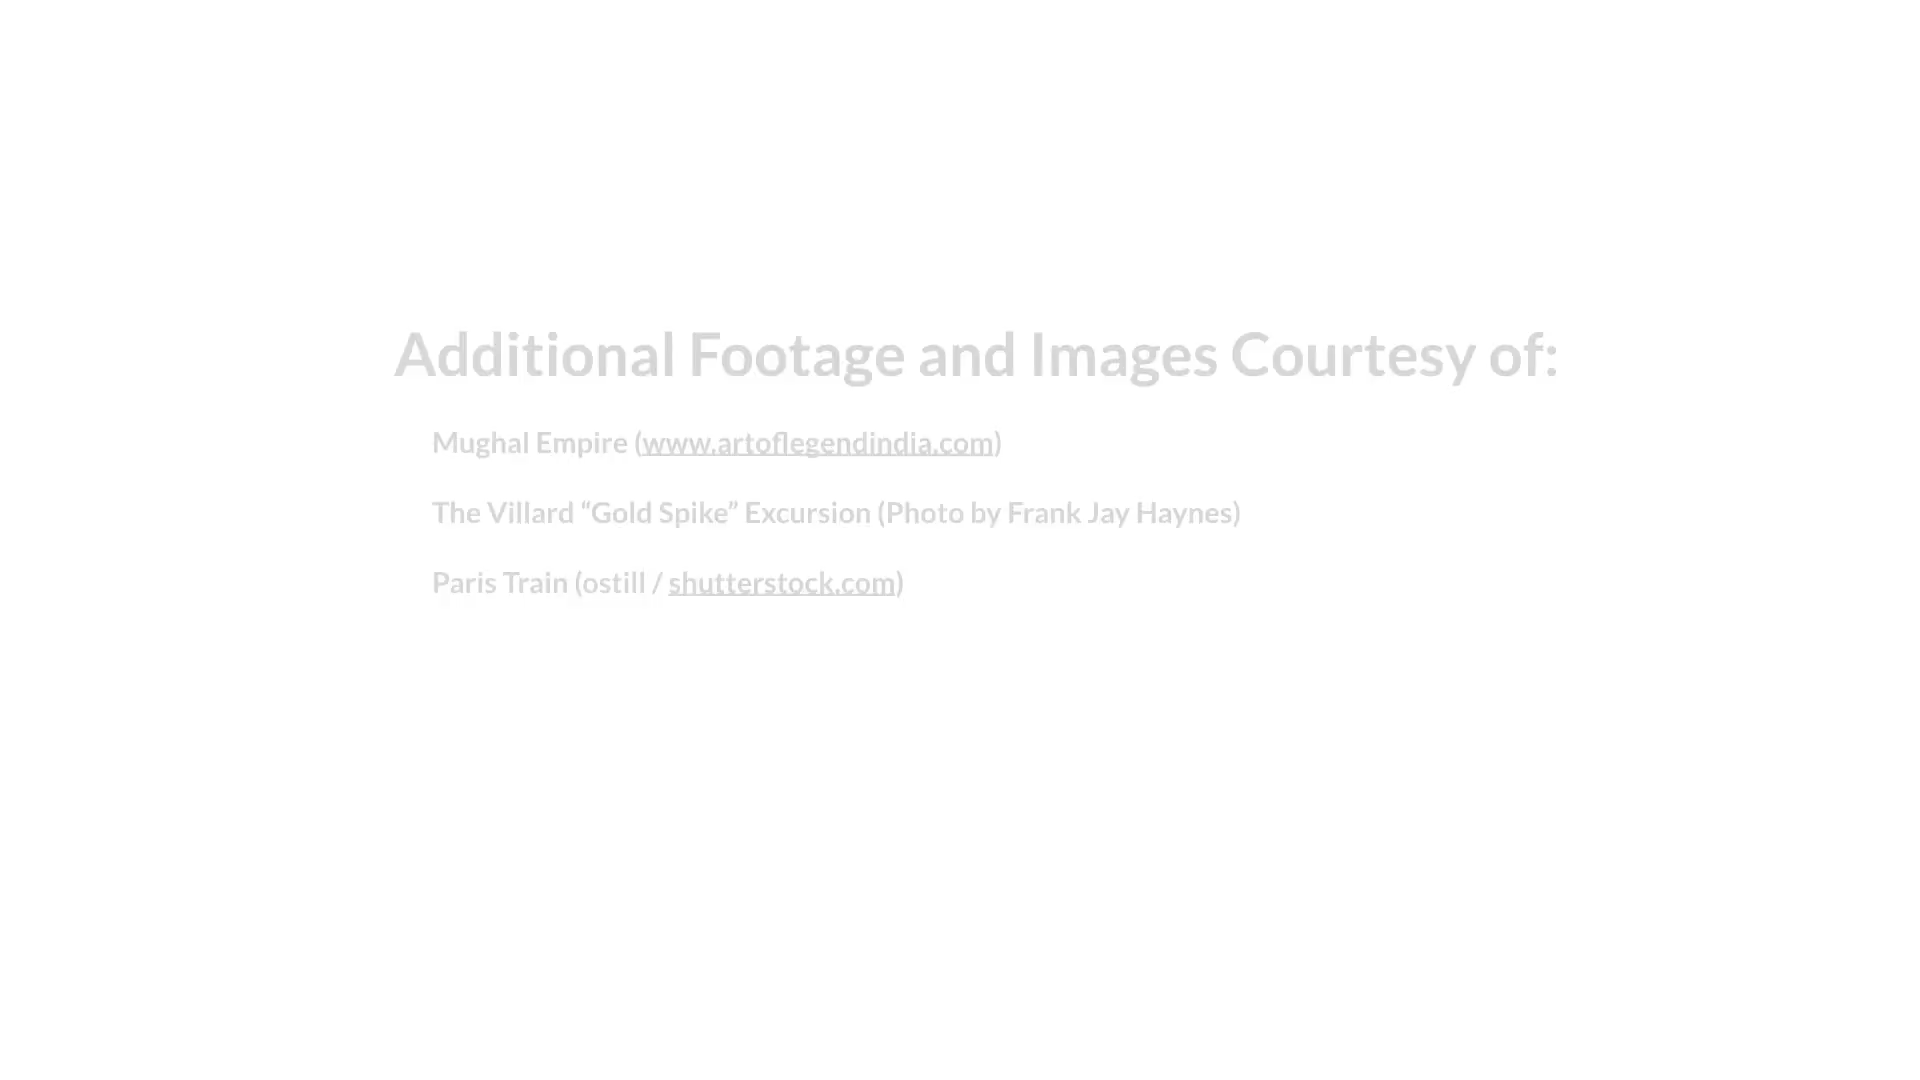 Additional Footage and Images Courtesy of:
Mughal Empire (www.artoflegendindia.com)
The Villard “Gold Spike” Excursion (Photo by Frank Jay Haynes)
Paris Train (ostill / shutterstock.com)